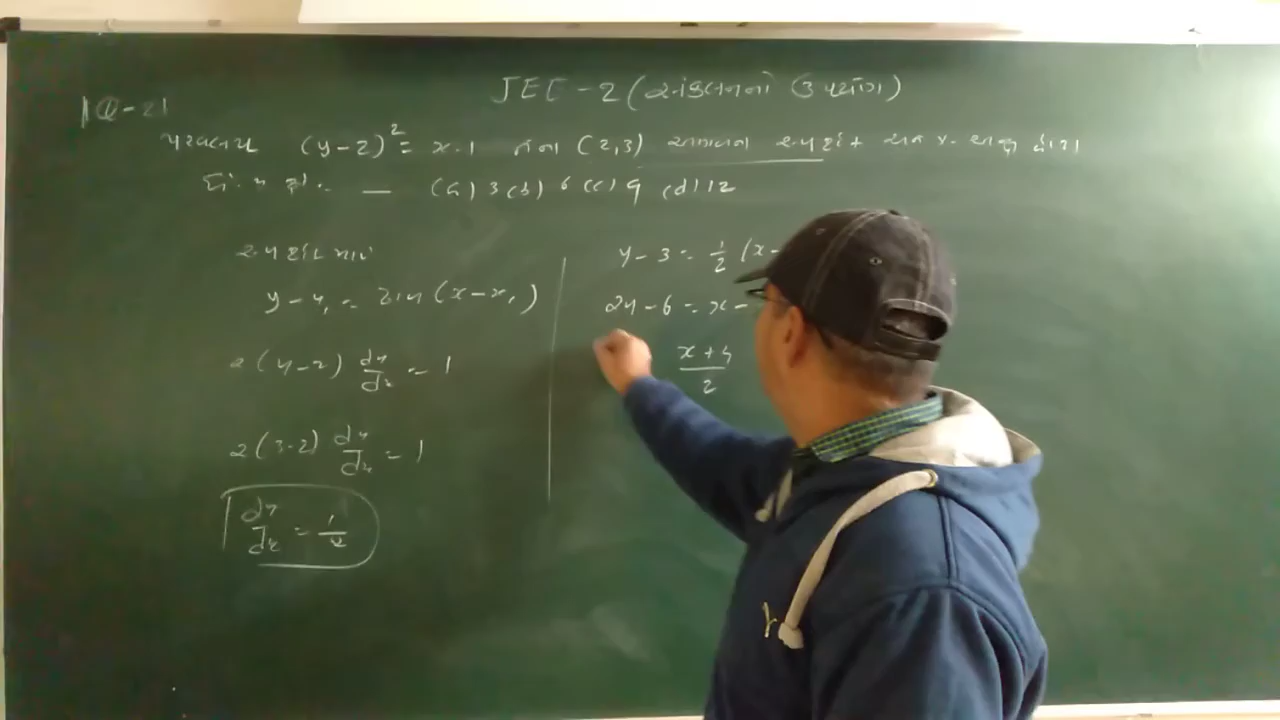 JEE-2 (સંકલનનો ઉપયોગ)
Q-21
પરવલય (y-2)² = x-1 તના (2,3) આગળના સ્પર્શક અને x-અક્ષ
— (a) 3 (b) 6 (c) 9 (d) 12
y-y₁ = (x-x₁)
2(y-2) dy/dx = 1
2(3-2) dy/dx = 1
dy/dx = 1/2
y-3 = 1/2 (x-
2y-6 = x-
x+4/2